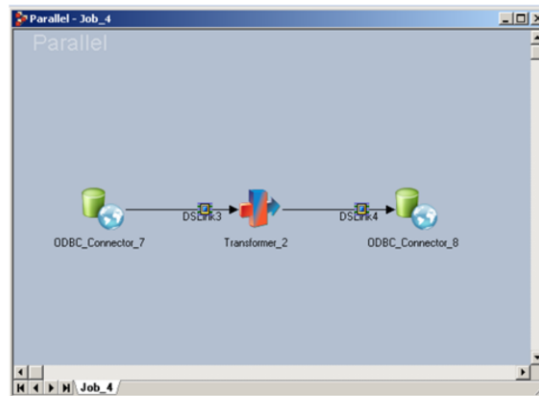 Parallel - Job_4
Parallel
DSLink3
DSLink4
ODBC_Connector_7
Transformer_2
ODBC_Connector_8
Job_4